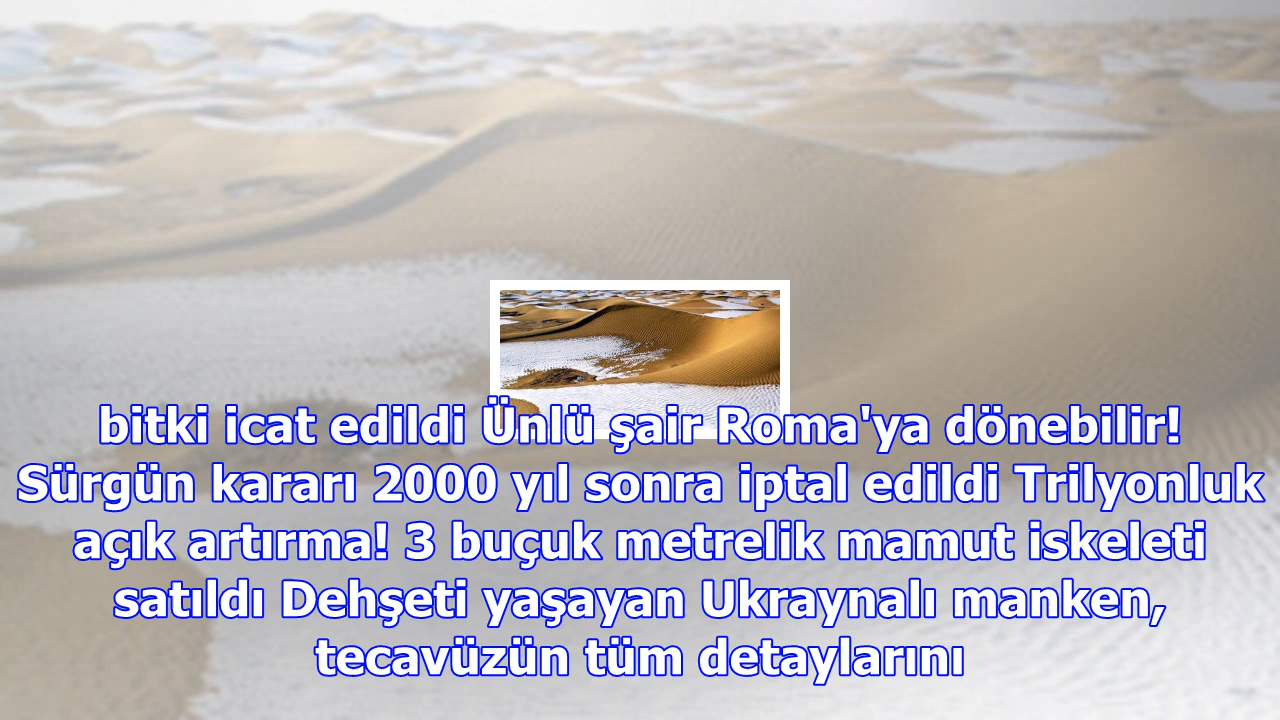 bitki icat edildi Ünlü şair Roma'ya dönebilir!
Sürgün kararı 2000 yıl sonra iptal edildi Trilyonluk
açık artırma! 3 buçuk metrelik mamut iskeleti
satıldı Dehşeti yaşayan Ukraynalı manken,
tecavüzün tüm detaylarını